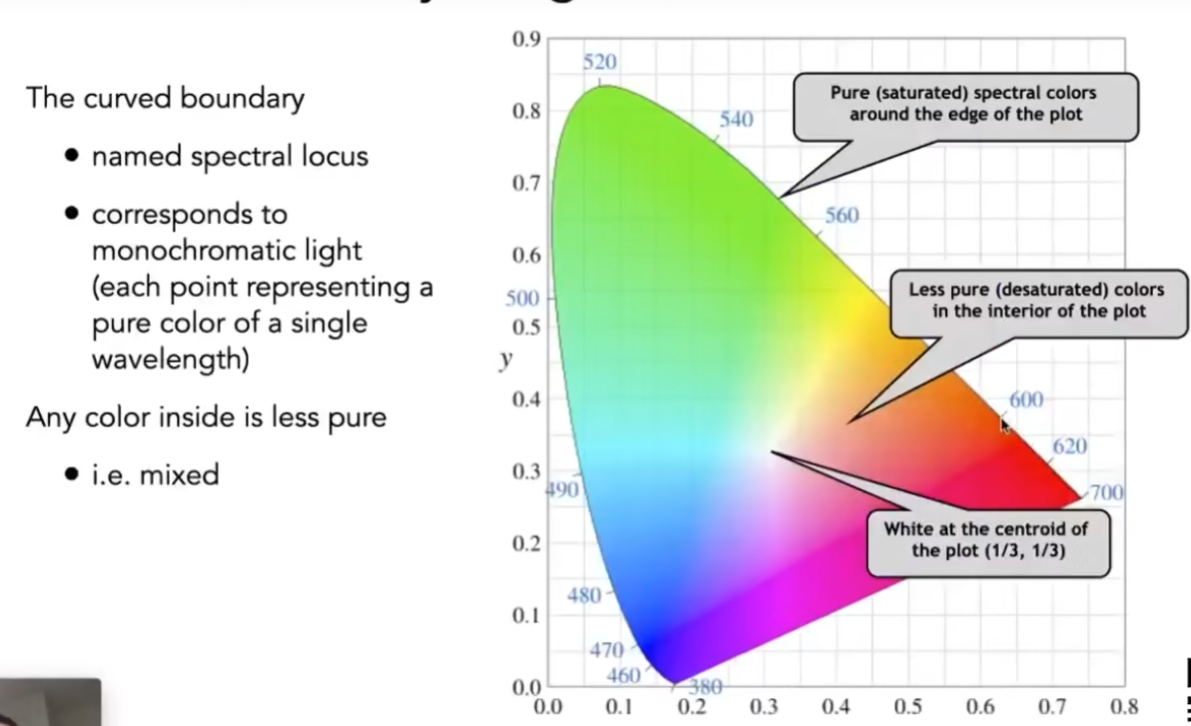 The curved boundary
• named spectral locus
• corresponds to
monochromatic light
(each point representing a
pure color of a single
wavelength)
Any color inside is less pure
• i.e. mixed
0.9
0.8
0.7
0.6
0.5
0.4
0.3
0.2
0.1
0.0
y
0.0 0.1 0.2 0.3 0.4 0.5 0.6 0.7 0.8
520
540
560
500
600
620
700
490
480
470
460
380
Pure (saturated) spectral colors
around the edge of the plot
Less pure (desaturated) colors
in the interior of the plot
White at the centroid of
the plot (1/3, 1/3)